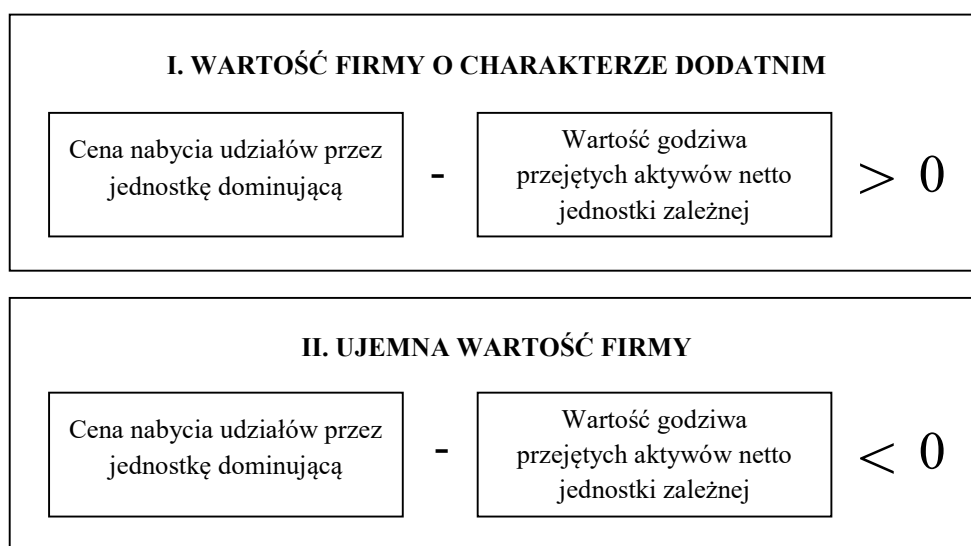 I. WARTOŚĆ FIRMY O CHARAKTERZE DODATNIM
Cena nabycia udziałów przez
jednostkę dominującą
-
Wartość godziwa
przejętych aktywów netto
jednostki zależnej
> 0
II. UJEMNA WARTOŚĆ FIRMY
Cena nabycia udziałów przez
jednostkę dominującą
-
Wartość godziwa
przejętych aktywów netto
jednostki zależnej
< 0